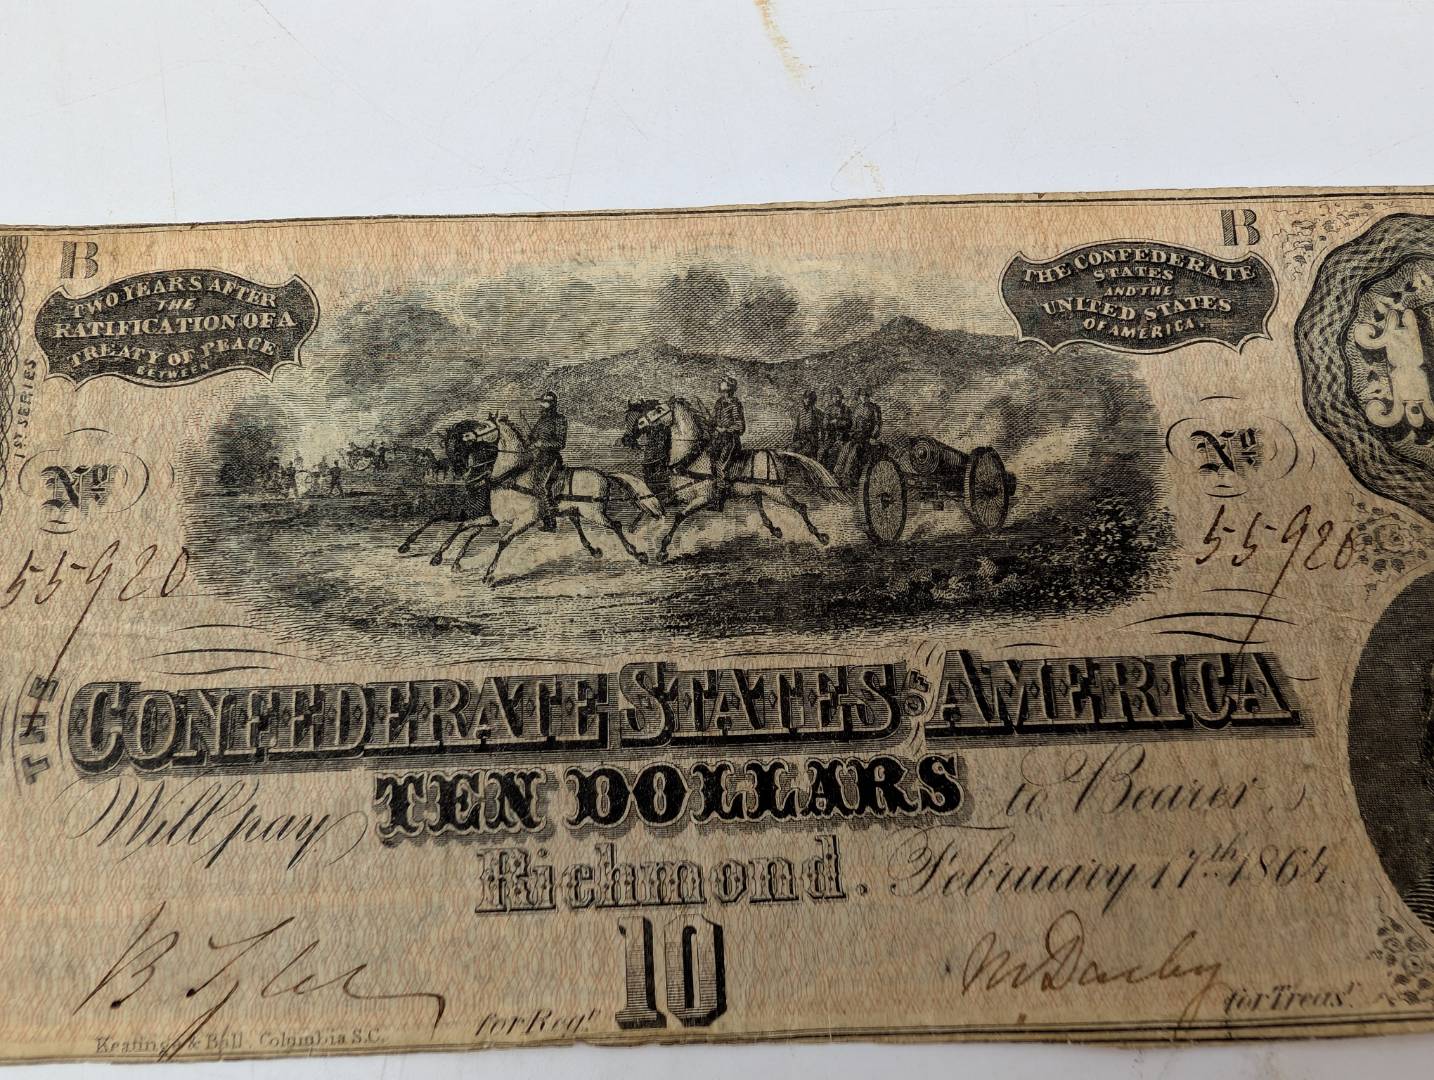 B
TWO YEARS AFTER
THE
RATIFICATION OF A
TREATY OF PEACE
BETWEEN
B
THE CONFEDERATE
STATES
AND THE
UNITED STATES
OF AMERICA
1ST SERIES
No
55920
No
55920
THE
CONFEDERATE STATES OF AMERICA
Will pay TEN DOLLARS to Bearer
Richmond. February 17th 1864.
10
B Tyler
for Regr
M Darby
for Treasr
Keatinge & Ball Columbia S.C.